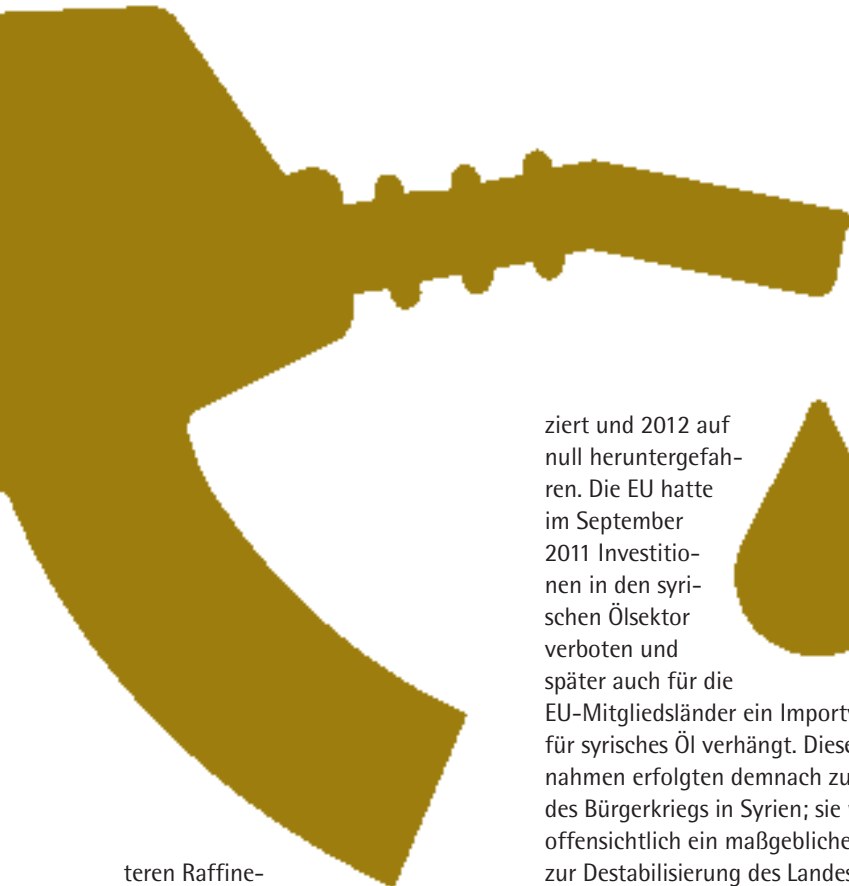 teren Raffine-
ziert und 2012 auf
null heruntergefah-
ren. Die EU hatte
im September
2011 Investitio-
nen in den syri-
schen Ölsektor
verboten und
später auch für die
EU-Mitgliedsländer ein Import
für syrisches Öl verhängt. Diese
nahmen erfolgten demnach zu
des Bürgerkriegs in Syrien; sie
offensichtlich ein maßgebliche
zur Destabilisierung des Landes